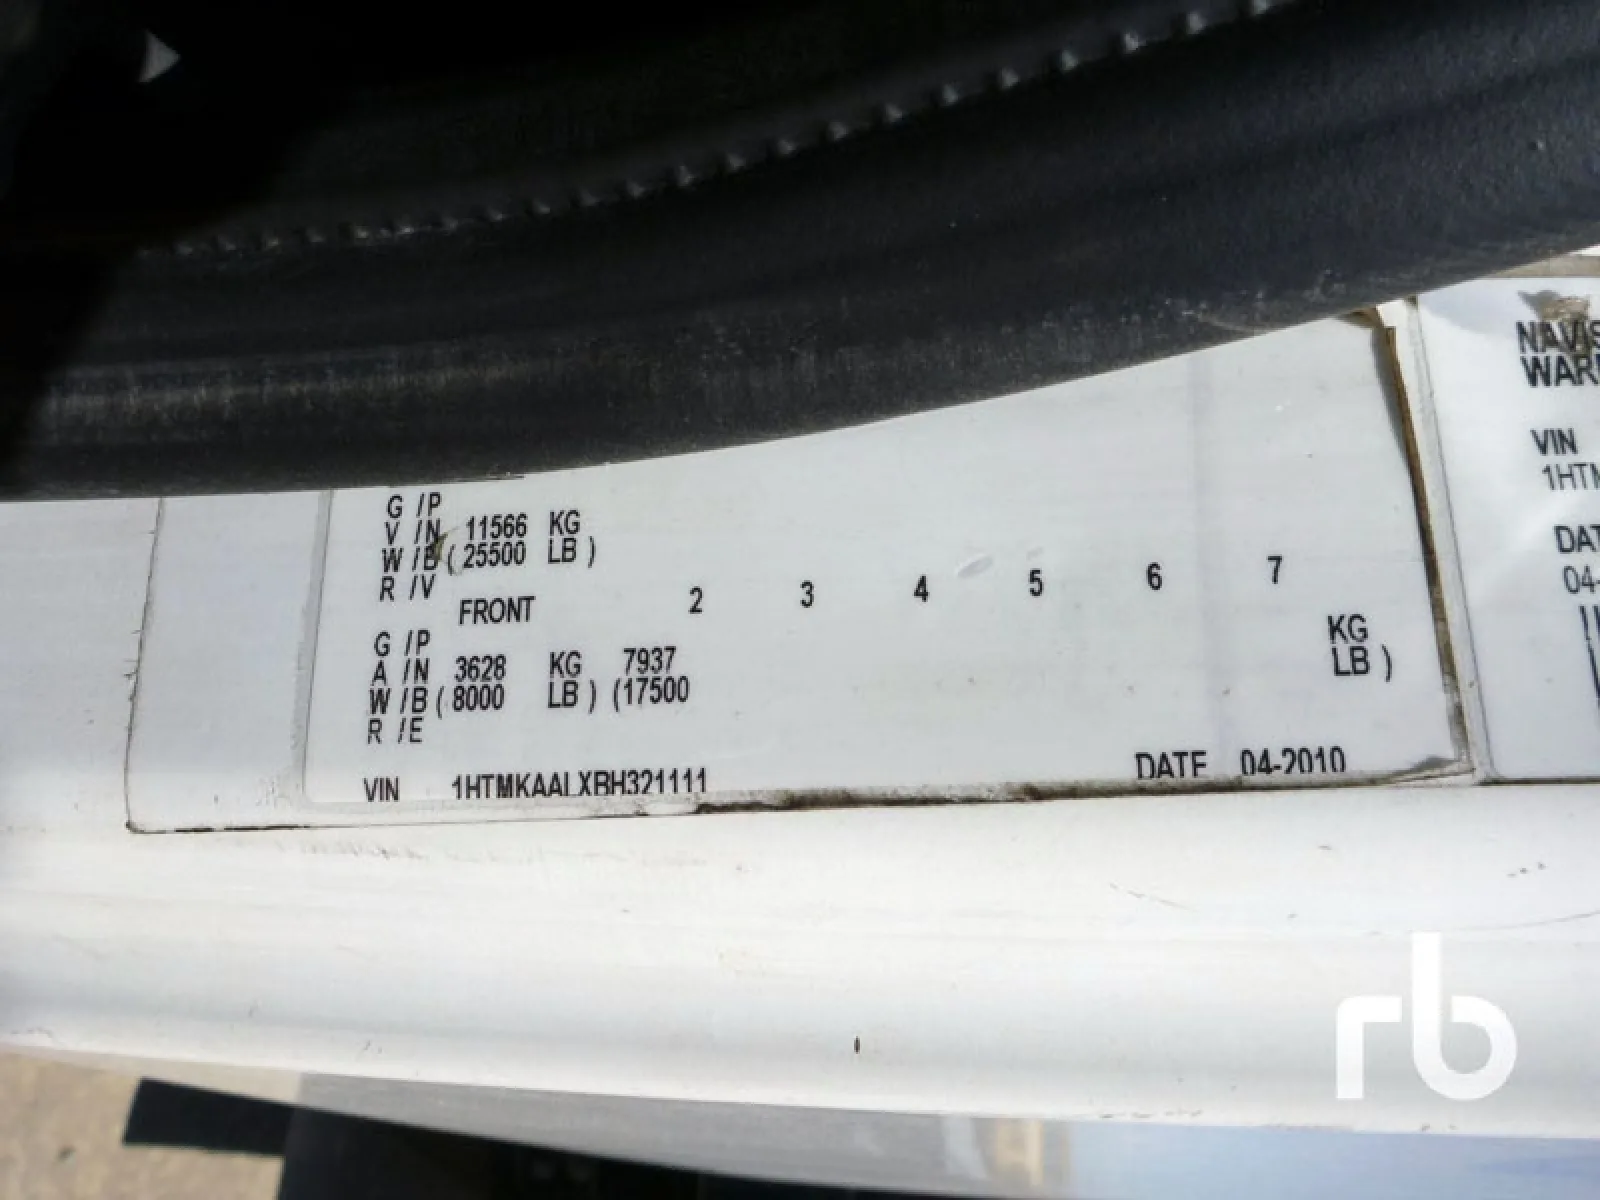 G /P
V /N 11566 KG
W /B ( 25500 LB )
R /V
FRONT 2 3 4 5 6 7
G /P
A /N 3628 KG 7937 KG
W /B ( 8000 LB ) (17500 LB )
R /E
VIN 1HTMKAALXBH321111
DATE 04-2010
NAVIS
WAR
VIN
1HTM
DAT
04-
rb